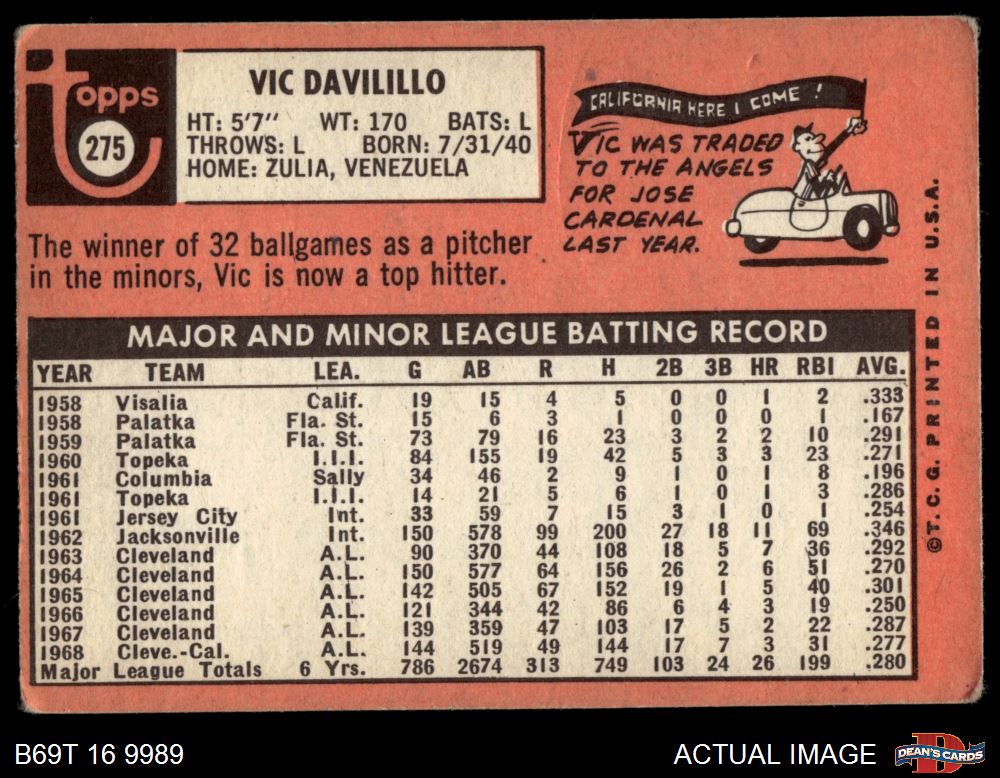 Topps
275
VIC DAVILILLO
HT: 5'7" WT: 170 BATS: L
THROWS: L BORN: 7/31/40
HOME: ZULIA, VENEZUELA
CALIFORNIA HERE I COME!
VIC WAS TRADED
TO THE ANGELS
FOR JOSE
CARDENAL
LAST YEAR.
The winner of 32 ballgames as a pitcher
in the minors, Vic is now a top hitter.
MAJOR AND MINOR LEAGUE BATTING RECORD
YEAR TEAM LEA. G AB R H 2B 3B HR RBI AVG.
1958 Visalia Calif. 19 15 4 5 0 0 1 2 .333
1958 Palatka Fla. St. 15 6 3 1 0 0 0 0 .167
1959 Palatka Fla. St. 73 79 16 23 3 2 2 10 .291
1960 Topeka I.I.I. 84 155 19 42 5 3 3 23 .271
1961 Columbia Sally 34 46 2 9 1 0 1 8 .196
1961 Topeka I.I.I. 14 21 5 6 1 0 1 3 .286
1961 Jersey City Int. 33 59 7 15 3 1 0 1 .254
1962 Jacksonville Int. 150 578 99 200 27 18 11 69 .346
1963 Cleveland A.L. 90 370 44 108 18 5 7 36 .292
1964 Cleveland A.L. 150 577 64 156 26 2 6 51 .270
1965 Cleveland A.L. 142 505 67 152 19 1 5 40 .301
1966 Cleveland A.L. 121 344 42 86 6 4 3 19 .250
1967 Cleveland A.L. 139 359 47 103 17 5 2 22 .287
1968 Cleve.-Cal. A.L. 144 519 49 144 17 7 3 31 .277
Major League Totals 6 Yrs. 786 2674 313 749 103 24 26 199 .280
©T.C.G. PRINTED IN U.S.A.
B69T 16 9989
ACTUAL IMAGE
D
DEAN'S CARDS